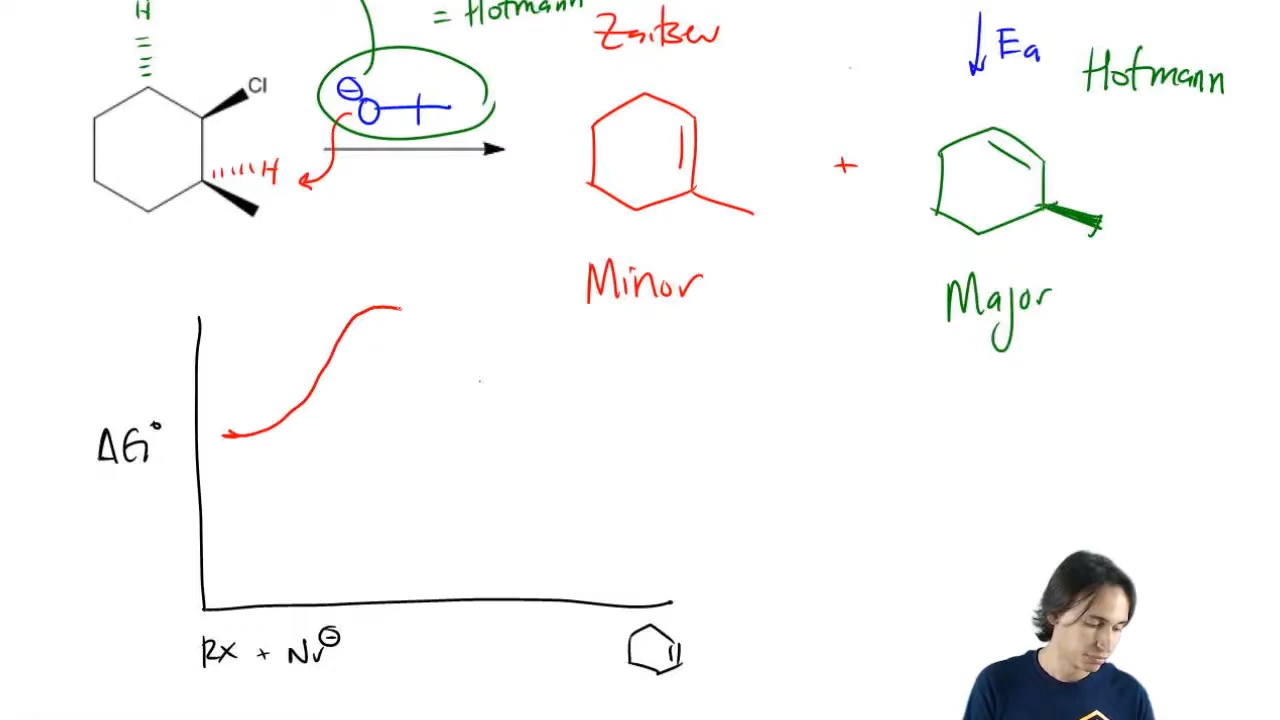 H
= Hofmann
Zaitsev
↓ Ea
Hofmann
Cl
⊖
O
H
+
Minor
Major
ΔG°
RX + Nu⊖